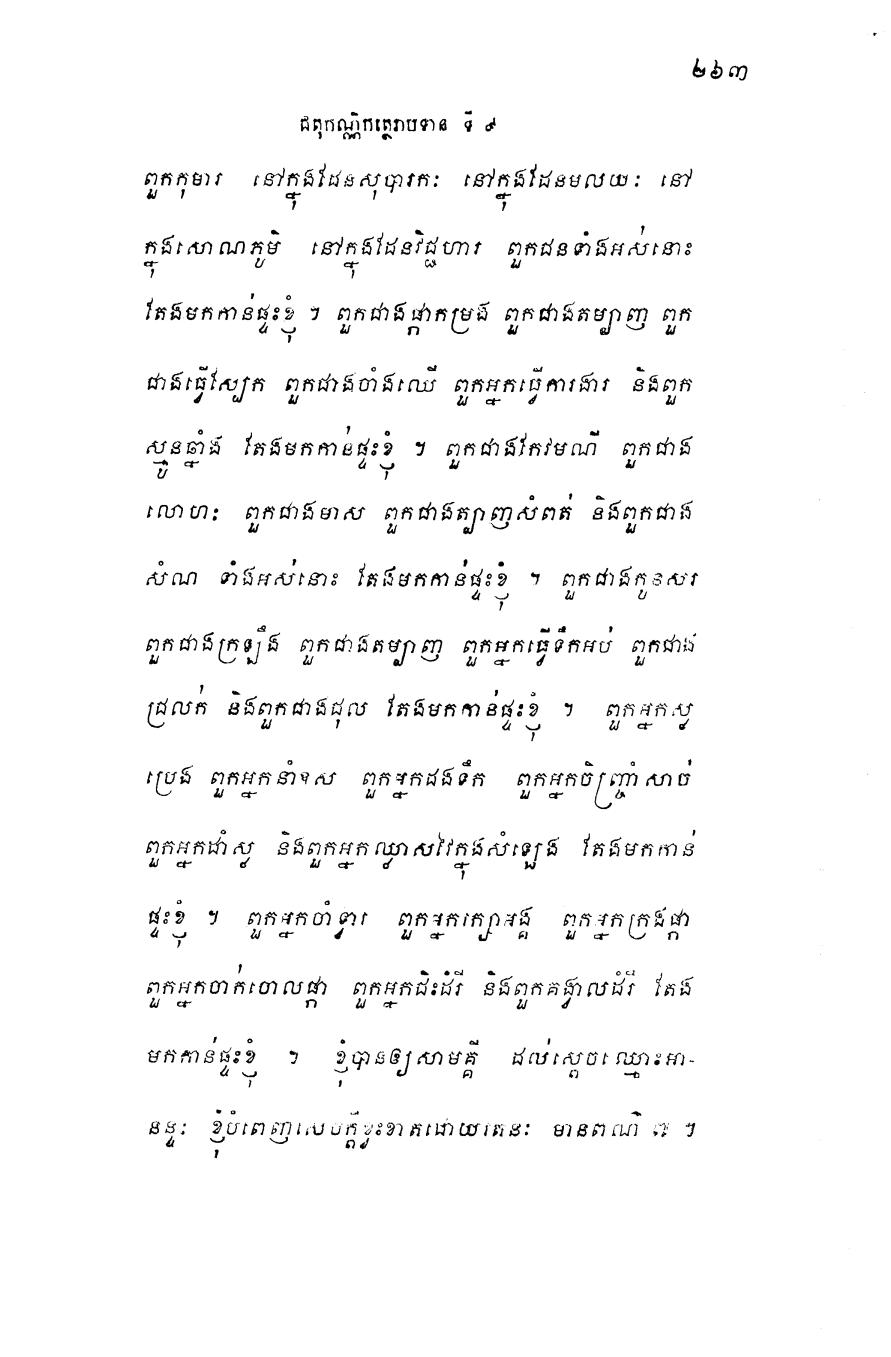 ២៦៣
ជតុកណ្ណិកត្ថេរាបទាន ទី ៩
ពួកកុមារ នៅក្នុងដែនសុបារកៈ នៅក្នុងដែនមលយៈ នៅ
ក្នុងសោណភូមិ នៅក្នុងដែនវិជ្ជហារ ពួកជនទាំងអស់នោះ
តែងមកកាន់ផ្ទះខ្ញុំ ។ ពួកជាងផ្កាកម្រង ពួកជាងតម្បាញ ពួក
ជាងធ្វើស្បែក ពួកជាងចាំងឈើ ពួកអ្នកធ្វើការងារ និងពួក
ស្មូនឆ្នាំង តែងមកកាន់ផ្ទះខ្ញុំ ។ ពួកជាងកែវមណី ពួកជាង
លោហៈ ពួកជាងមាស ពួកជាងត្បាញសំពត់ និងពួកជាង
សំណ ទាំងអស់នោះ តែងមកកាន់ផ្ទះខ្ញុំ ។ ពួកជាងកូនសរ
ពួកជាងក្រឡឹង ពួកជាងតម្បាញ ពួកអ្នកធ្វើទឹកអប់ ពួកជាង
ជ្រលក់ និងពួកជាងជុល តែងមកកាន់ផ្ទះខ្ញុំ ។ ពួកអ្នកស្ល
ប្រេង ពួកអ្នកនាំឧស ពួកអ្នកដងទឹក ពួកអ្នកចិញ្ច្រាំសាច់
ពួកអ្នកដាំស្ល និងពួកអ្នកឈ្វាសវៃក្នុងសំឡេង តែងមកកាន់
ផ្ទះខ្ញុំ ។ ពួកអ្នកចាំទ្វារ ពួកអ្នករក្សាអង្គ ពួកអ្នកក្រងផ្កា
ពួកអ្នកចាក់ចោលផ្កា ពួកអ្នកជិះដំរី និងពួកគង្វាលដំរី តែង
មកកាន់ផ្ទះខ្ញុំ ។ ខ្ញុំបានឲ្យសាមគ្គី ដល់ស្តេចឈ្មោះអា-
នន្ទៈ ខ្ញុំបំពេញសេចក្តីខ្វះខាតដោយរតនៈ មានពណ៌ ៧ ។